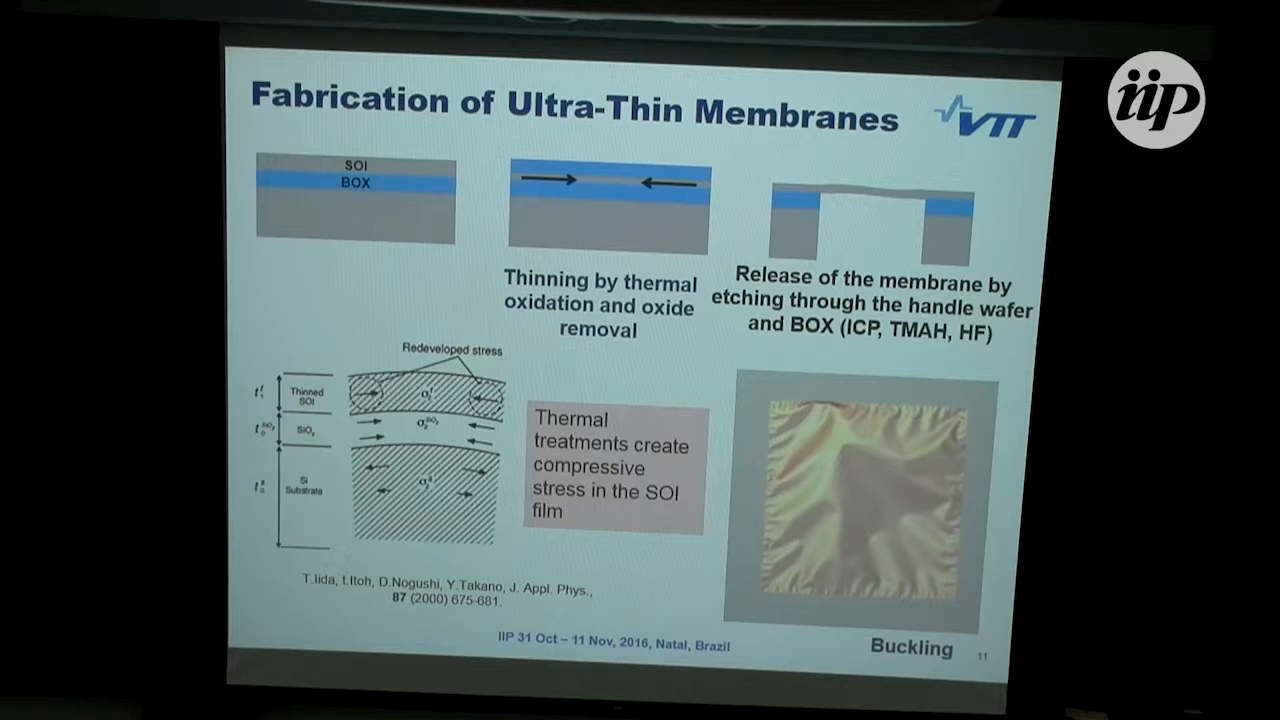 Fabrication of Ultra-Thin Membranes
VTT
iip
SOI
BOX
Thinning by thermal
oxidation and oxide
removal
Release of the membrane by
etching through the handle wafer
and BOX (ICP, TMAH, HF)
Redeveloped stress
Thinned
SOI
SiO₂
Si
Substrate
Thermal
treatments create
compressive
stress in the SOI
film
T.Iida, t.Itoh, D.Nogushi, Y.Takano, J. Appl. Phys.,
87 (2000) 675-681.
Buckling
IIP 31 Oct – 11 Nov, 2016, Natal, Brazil
11